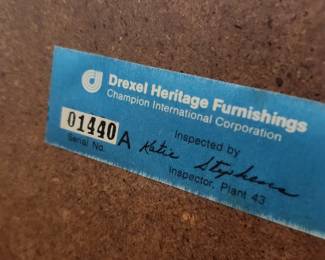 Drexel Heritage Furnishings
Champion International Corporation
01440 A
Serial No.
Inspected by
Katie Stephens
Inspector, Plant 43